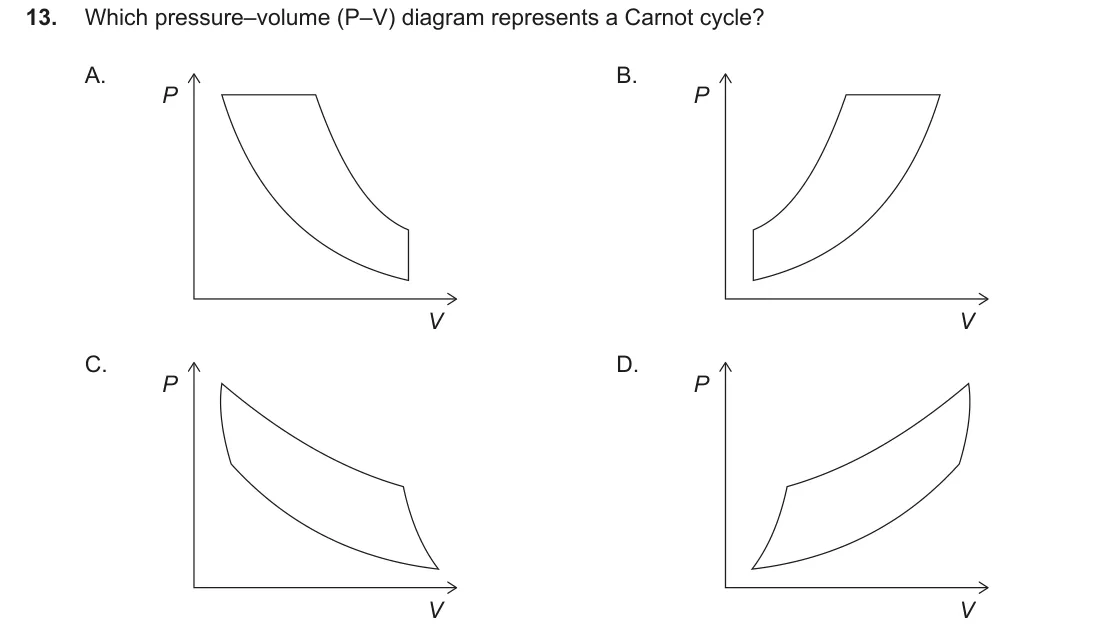 13. Which pressure–volume (P–V) diagram represents a Carnot cycle?
A. B.
P P
V V
C. D.
P P
V V